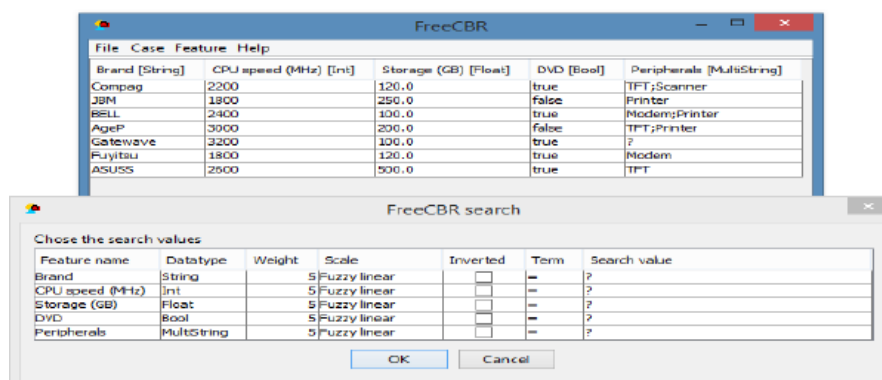 FreeCBR
File Case Feature Help
Brand [String] CPU speed (MHz) [Int] Storage (GB) [Float] DVD [Bool] Peripherals [MultiString]
Compaq 2200 120.0 true TFT;Scanner
JBM 1800 250.0 false Printer
BELL 2400 100.0 true Modem;Printer
AgeP 3000 200.0 false TFT;Printer
Gatewave 3200 100.0 true ?
Fuyitsu 1800 120.0 true Modem
ASUSS 2600 500.0 true TFT
FreeCBR search
Chose the search values
Feature name Datatype Weight Scale Inverted Term Search value
Brand String 5 Fuzzy linear = ?
CPU speed (MHz) Int 5 Fuzzy linear = ?
Storage (GB) Float 5 Fuzzy linear = ?
DVD Bool 5 Fuzzy linear = ?
Peripherals MultiString 5 Fuzzy linear = ?
OK Cancel